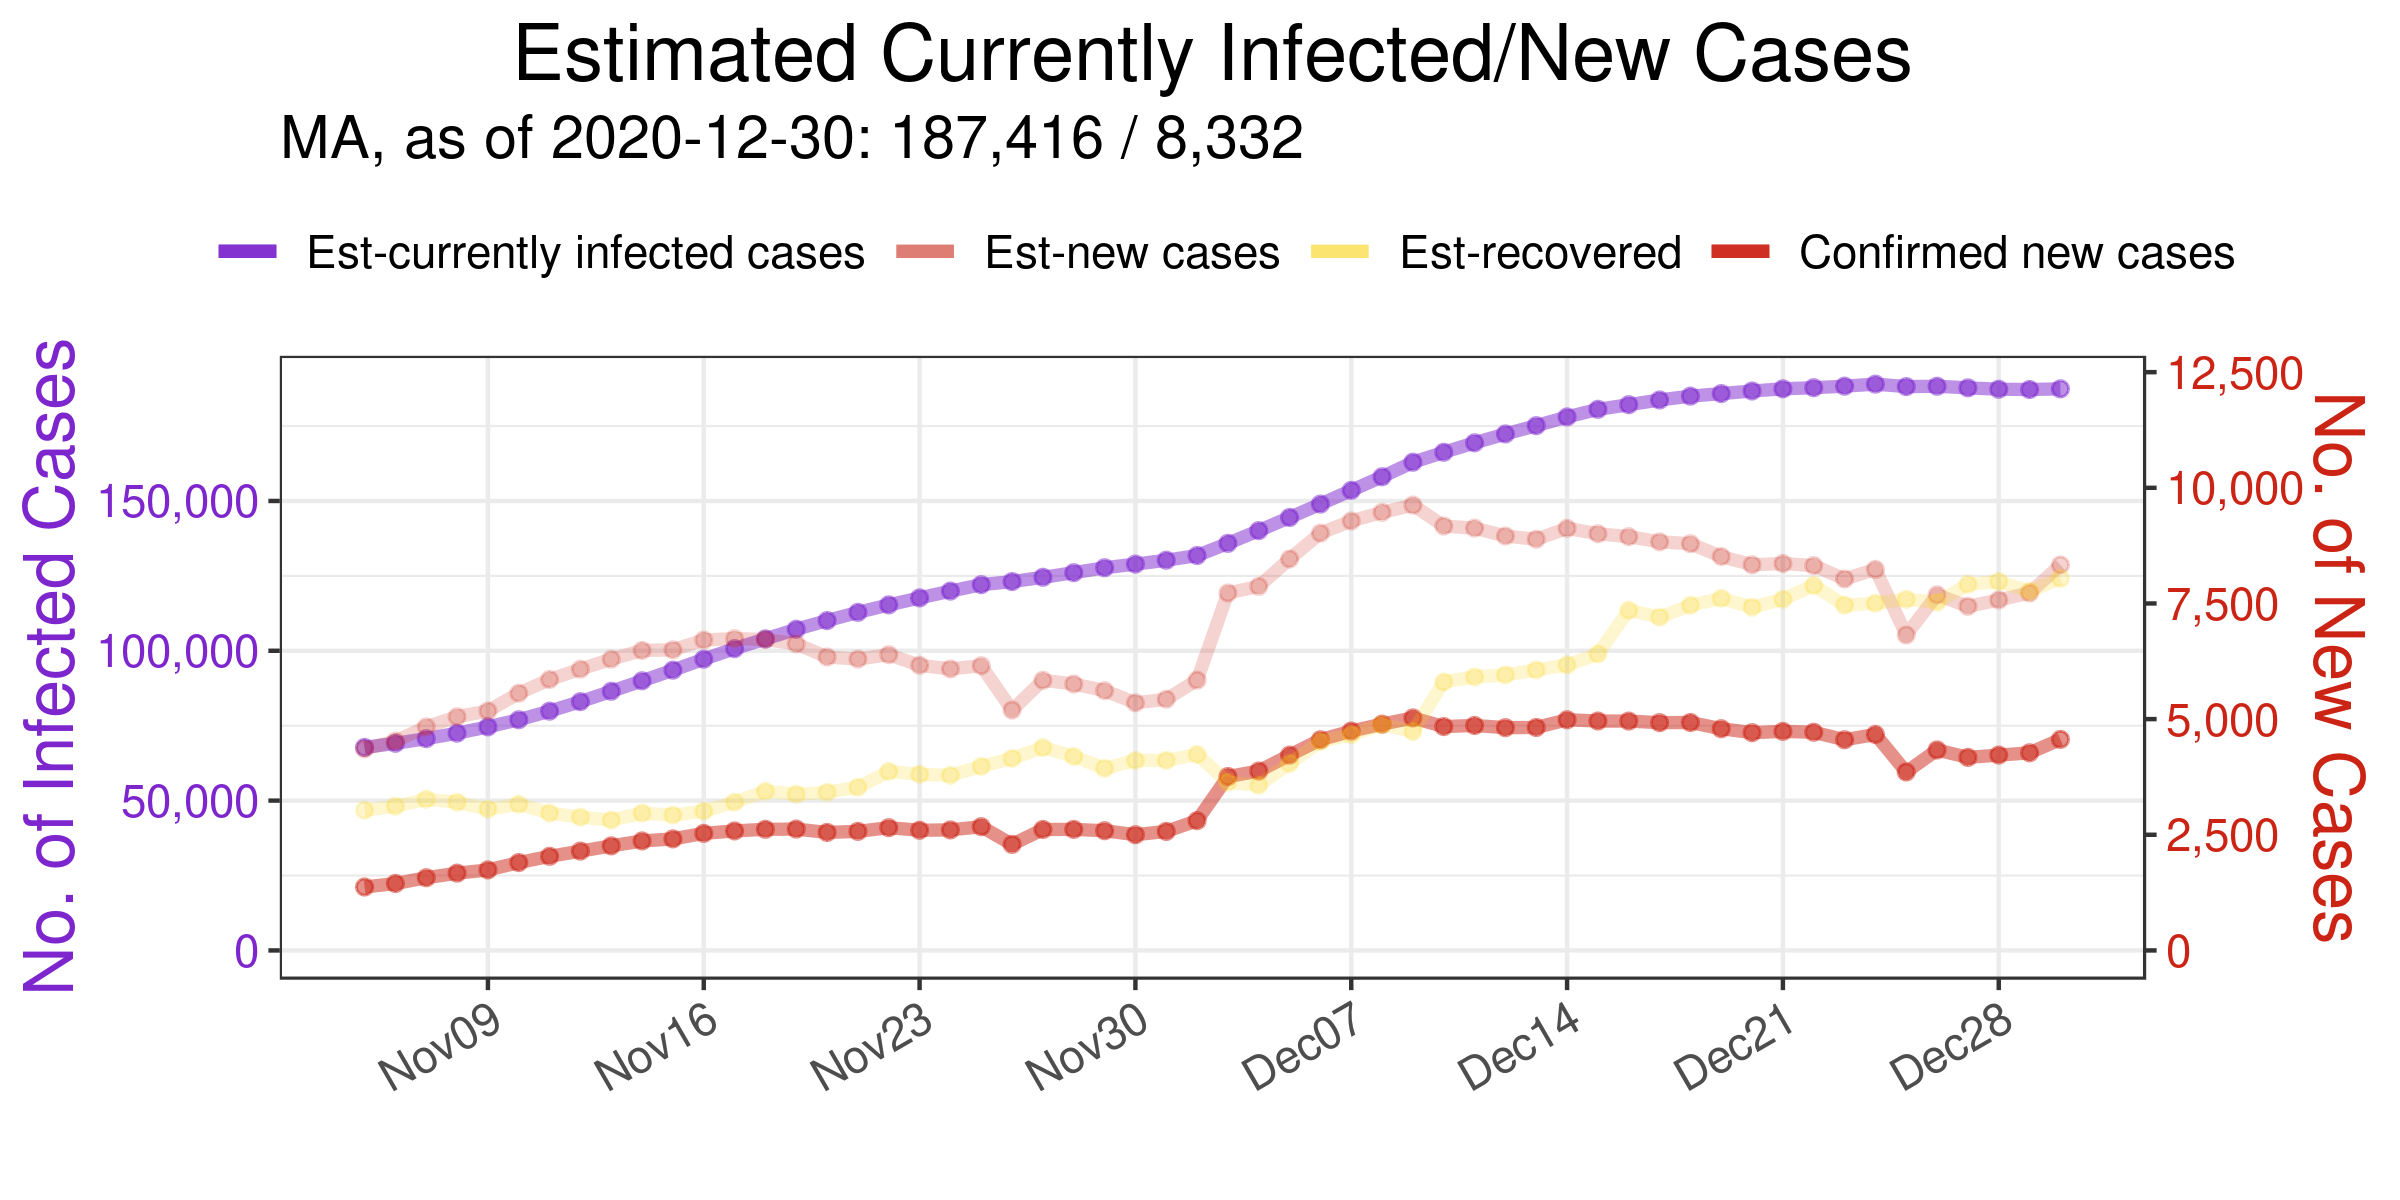 Estimated Currently Infected/New Cases
MA, as of 2020-12-30: 187,416 / 8,332
Est-currently infected cases Est-new cases Est-recovered Confirmed new cases
No. of Infected Cases
150,000
100,000
50,000
0
12,500
10,000
7,500
5,000
2,500
0
No. of New Cases
Nov09 Nov16 Nov23 Nov30 Dec07 Dec14 Dec21 Dec28